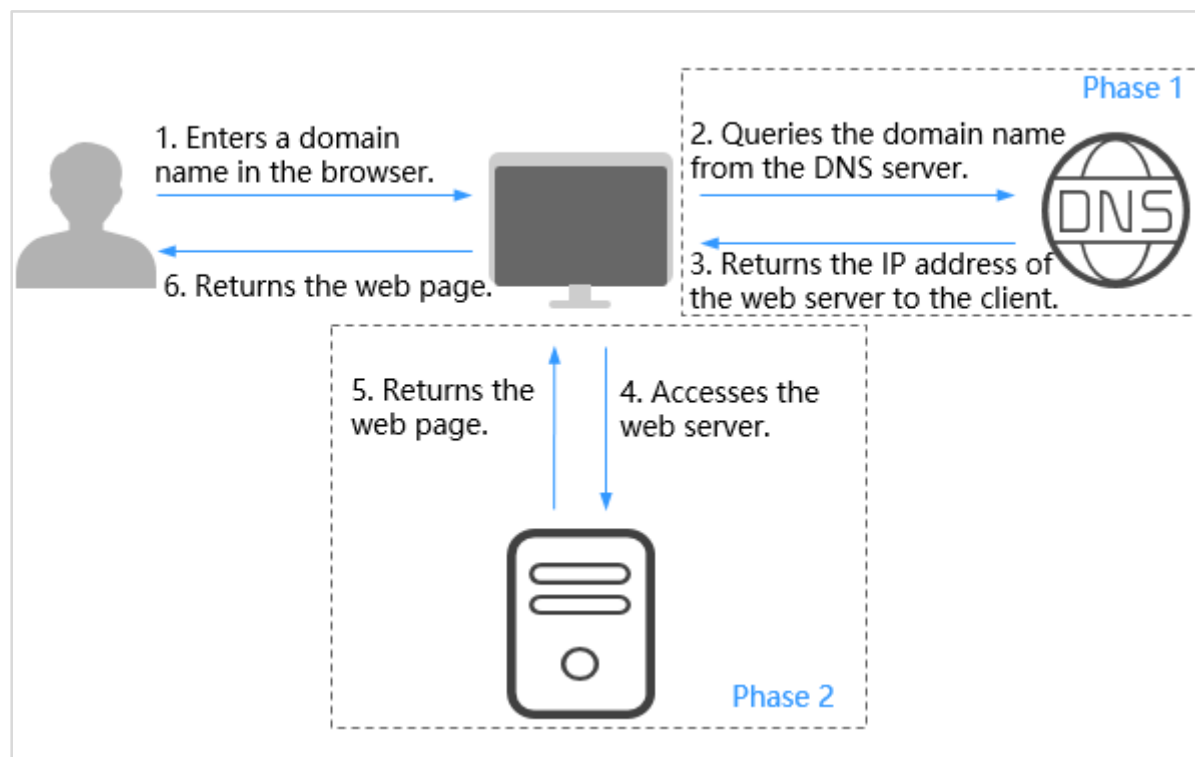 Phase 1
1. Enters a domain
name in the browser.
2. Queries the domain name
from the DNS server.
DNS
3. Returns the IP address of
the web server to the client.
6. Returns the web page.
5. Returns the
web page.
4. Accesses the
web server.
Phase 2